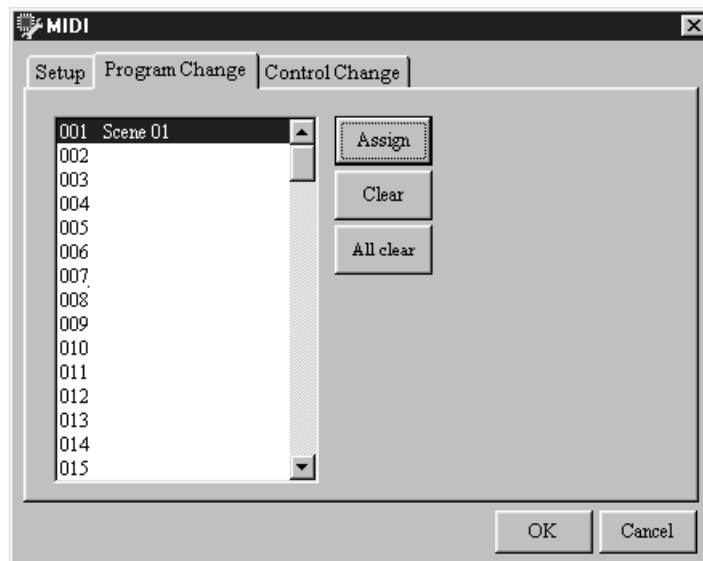 MIDI
Setup Program Change Control Change
001 Scene 01
002
003
004
005
006
007
008
009
010
011
012
013
014
015
Assign
Clear
All clear
OK Cancel